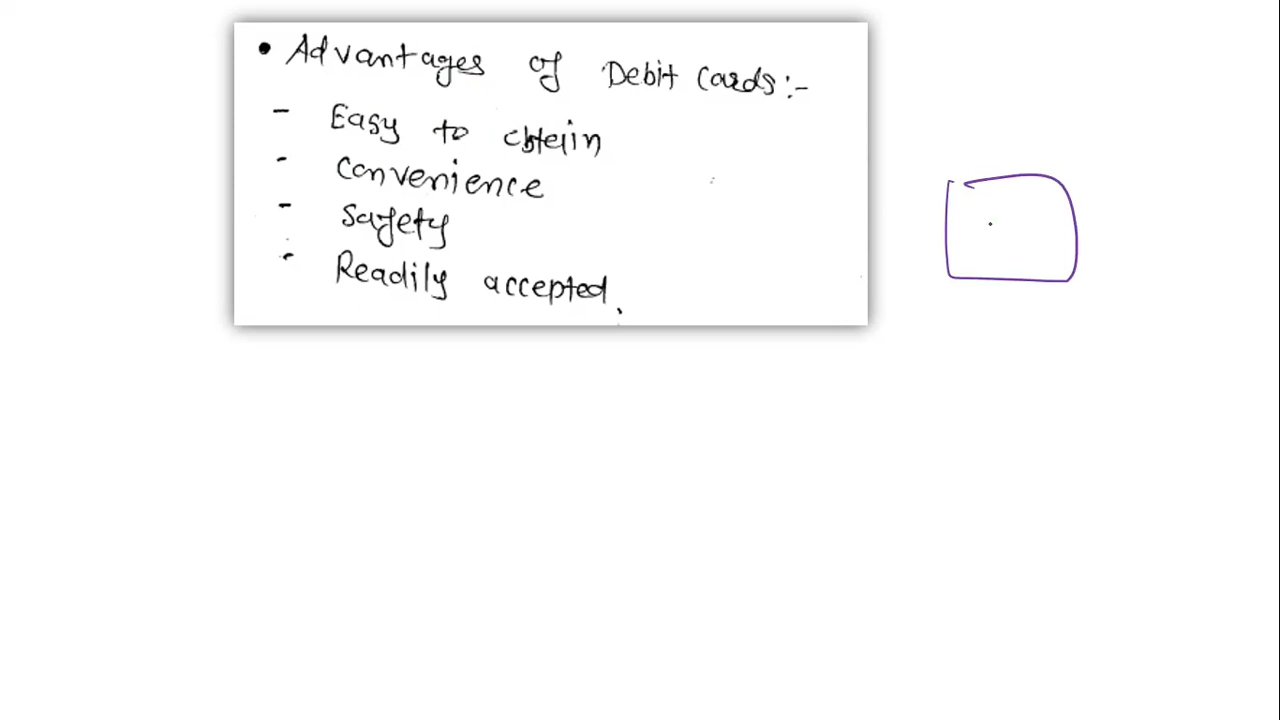 • Advantages of Debit Cards:-
- Easy to obtain
- Convenience
- Safety
- Readily accepted.